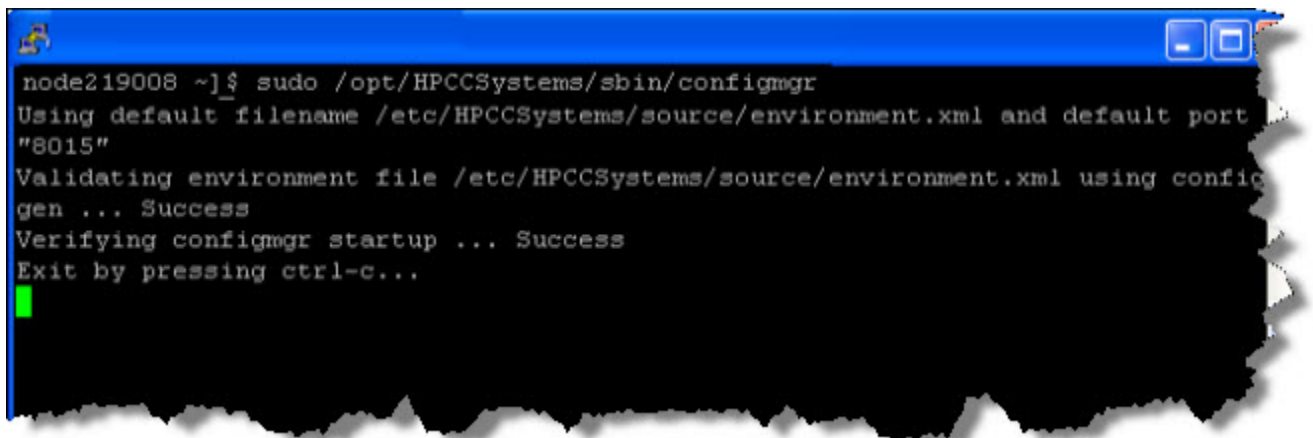 node219008 ~]$ sudo /opt/HPCCSystems/sbin/configmgr
Using default filename /etc/HPCCSystems/source/environment.xml and default port
"8015"
Validating environment file /etc/HPCCSystems/source/environment.xml using config
gen ... Success
Verifying configmgr startup ... Success
Exit by pressing ctrl-c...